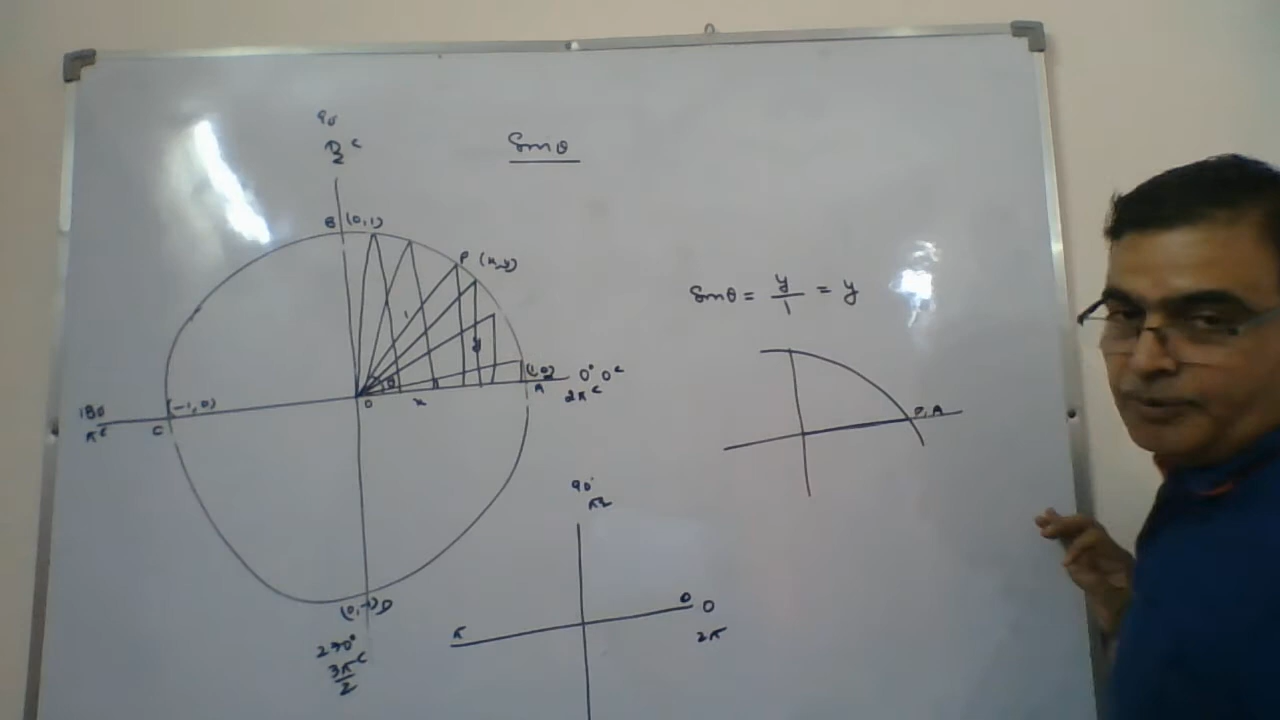 90
π/2 c
Sinθ
B (0,1)
P (x,y)
1
y
Sinθ = y/1 = y
(1,0)
θ
O
x
A
0° 0c
2πc
180
πc
(-1,0)
C
P, A
90°
π/2
(0,-1) D
270°
3πc/2
π
0
0
2π